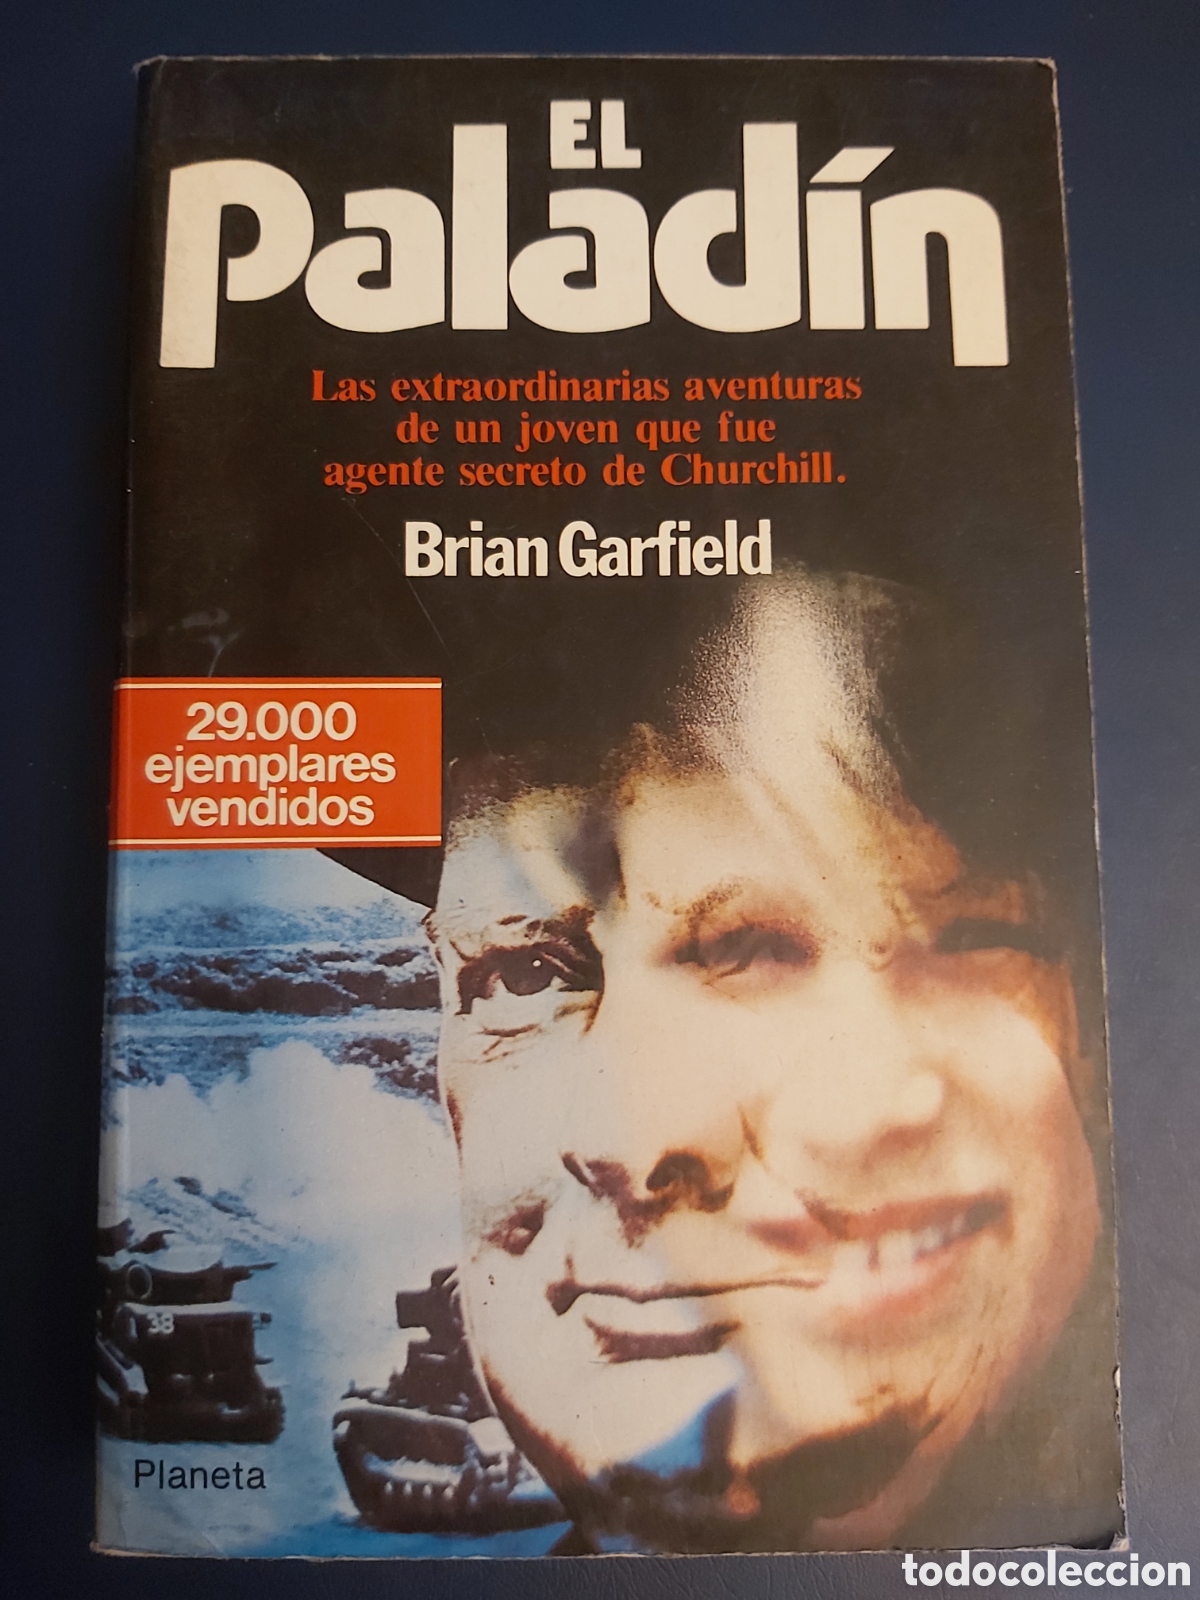 EL
Paladín
Las extraordinarias aventuras
de un joven que fue
agente secreto de Churchill.
Brian Garfield
29.000
ejemplares
vendidos
38
Planeta
todocoleccion